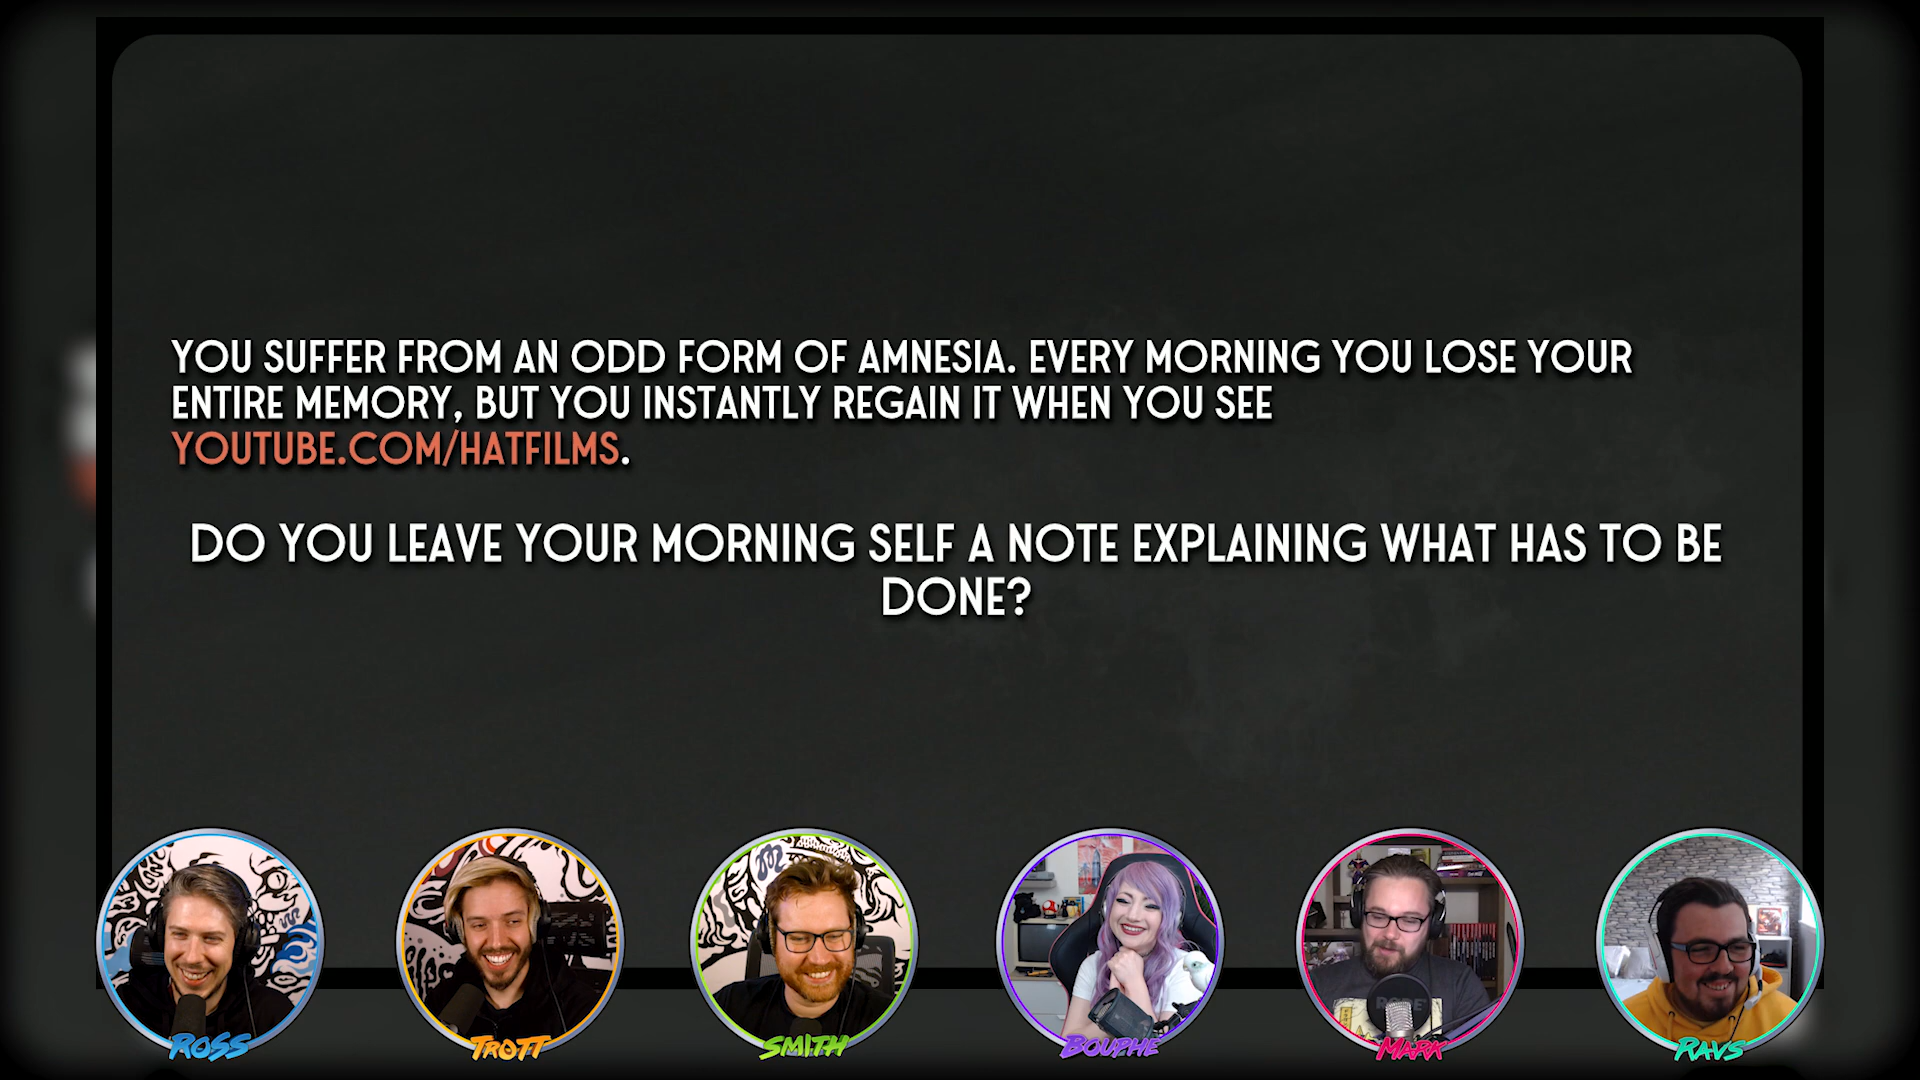 YOU SUFFER FROM AN ODD FORM OF AMNESIA. EVERY MORNING YOU LOSE YOUR
ENTIRE MEMORY, BUT YOU INSTANTLY REGAIN IT WHEN YOU SEE
YOUTUBE.COM/HATFILMS.
DO YOU LEAVE YOUR MORNING SELF A NOTE EXPLAINING WHAT HAS TO BE
DONE?
ROSS
TROTT
SMITH
BOUPHE
MARK
RAVS